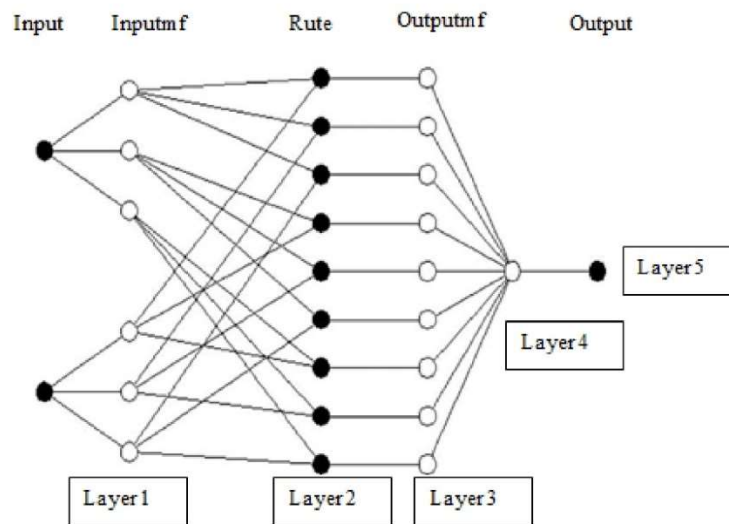 Input Inputmf Rute Outputmf Output
Layer5
Layer4
Layer1 Layer2 Layer3